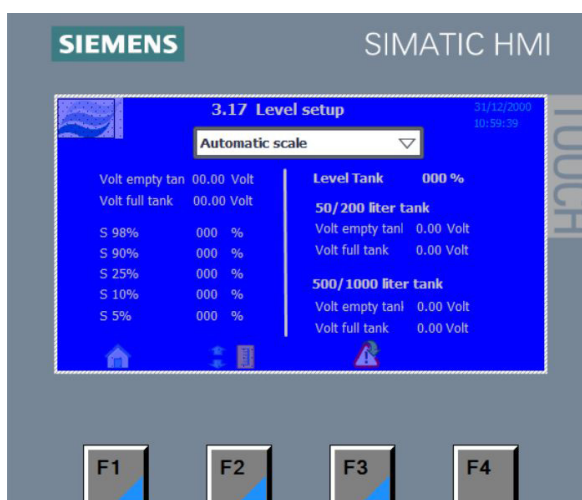 SIEMENS
SIMATIC HMI
TOUCH
3.17 Level setup
31/12/2000
10:59:39
Automatic scale
Volt empty tan 00.00 Volt
Volt full tank 00.00 Volt
S 98% 000 %
S 90% 000 %
S 25% 000 %
S 10% 000 %
S 5% 000 %
Level Tank 000 %
50/200 liter tank
Volt empty tanl 0.00 Volt
Volt full tank 0.00 Volt
500/1000 liter tank
Volt empty tanl 0.00 Volt
Volt full tank 0.00 Volt
F1
F2
F3
F4